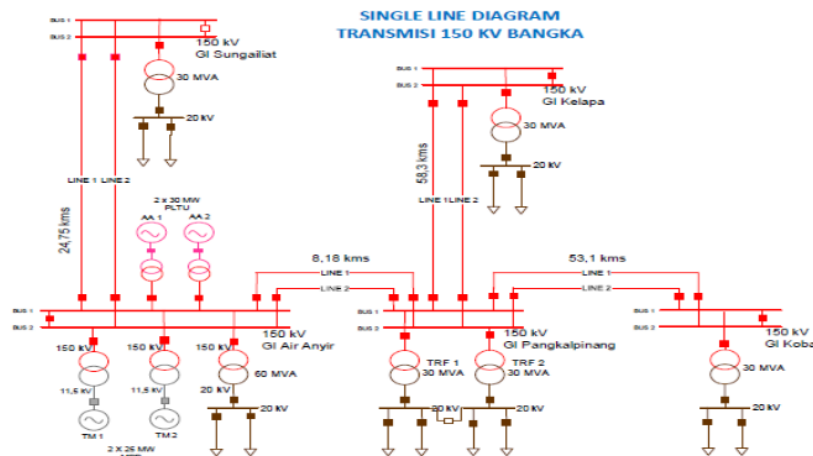 SINGLE LINE DIAGRAM
TRANSMISI 150 KV BANGKA
BUS 1
BUS 2
150 kV
GI Sungailiat
30 MVA
20 kV
LINE 1 LINE 2
24,75 kms
BUS 1
BUS 2
150 kV
GI Kelapa
30 MVA
20 kV
58,3 kms
LINE 1 LINE 2
2 x 30 MW
PLTU
AA 1
AA 2
8,18 kms
LINE 1
LINE 2
53,1 kms
LINE 1
LINE 2
BUS 1
BUS 2
150 kV
GI Air Anyir
150 kV
150 kV
150 kV
11,5 kV
11,5 kV
60 MVA
20 kV
20 kV
TM 1
TM 2
2 X 25 MW
BUS 1
BUS 2
150 kV
GI Pangkalpinang
TRF 1
30 MVA
TRF 2
30 MVA
20 kV
20 kV
BUS 1
BUS 2
150 kV
GI Koba
30 MVA
20 kV